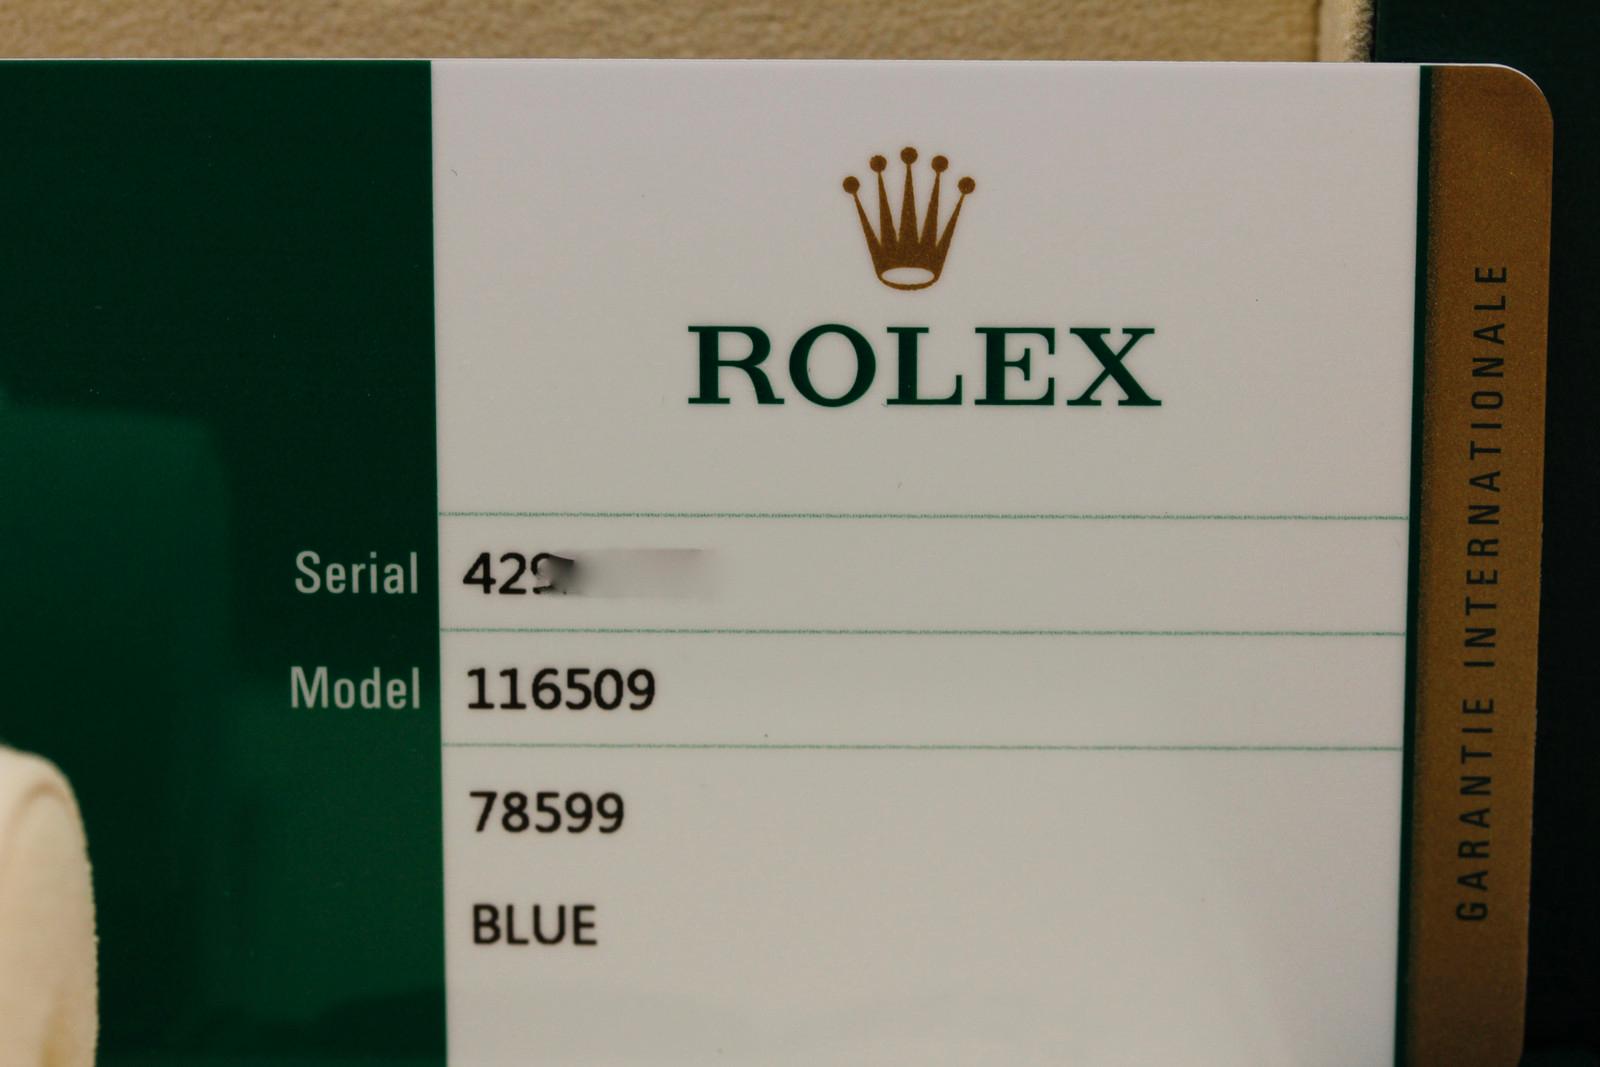 ROLEX
Serial 429
Model 116509
78599
BLUE
GARANTIE INTERNATIONALE